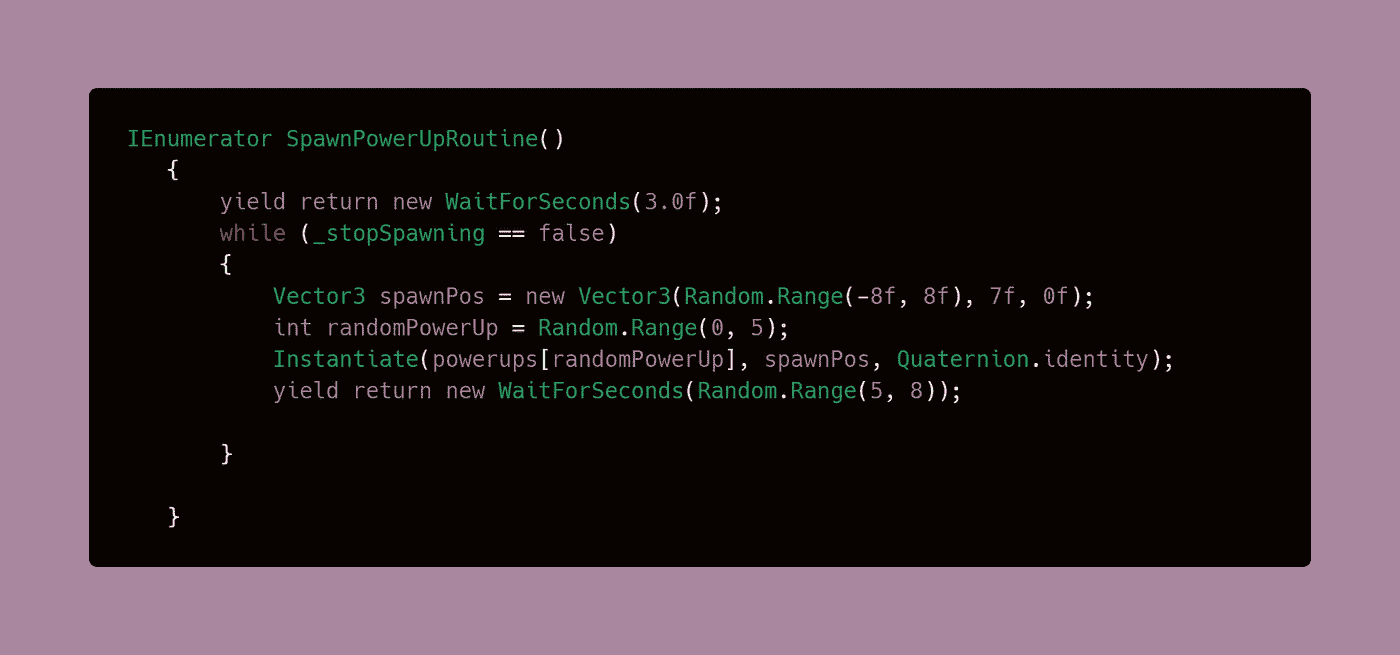 IEnumerator SpawnPowerUpRoutine()
{
yield return new WaitForSeconds(3.0f);
while (_stopSpawning == false)
{
Vector3 spawnPos = new Vector3(Random.Range(-8f, 8f), 7f, 0f);
int randomPowerUp = Random.Range(0, 5);
Instantiate(powerups[randomPowerUp], spawnPos, Quaternion.identity);
yield return new WaitForSeconds(Random.Range(5, 8));
}
}